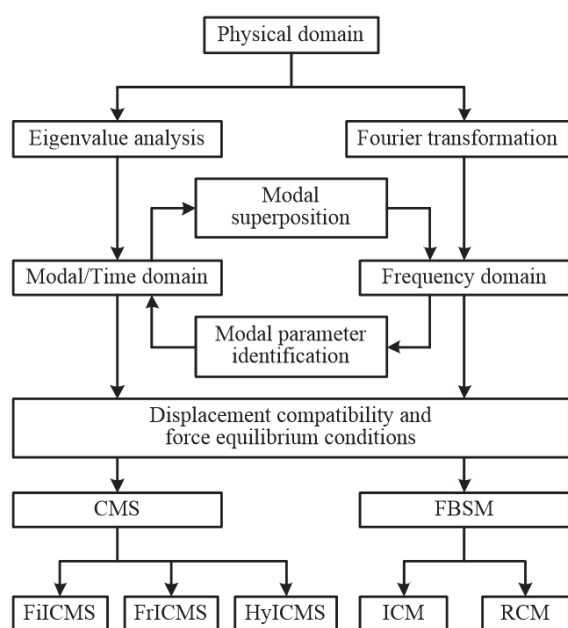 Physical domain
Eigenvalue analysis
Fourier transformation
Modal
superposition
Modal/Time domain
Frequency domain
Modal parameter
identification
Displacement compatibility and
force equilibrium conditions
CMS
FBSM
FiICMS
FrICMS
HyICMS
ICM
RCM